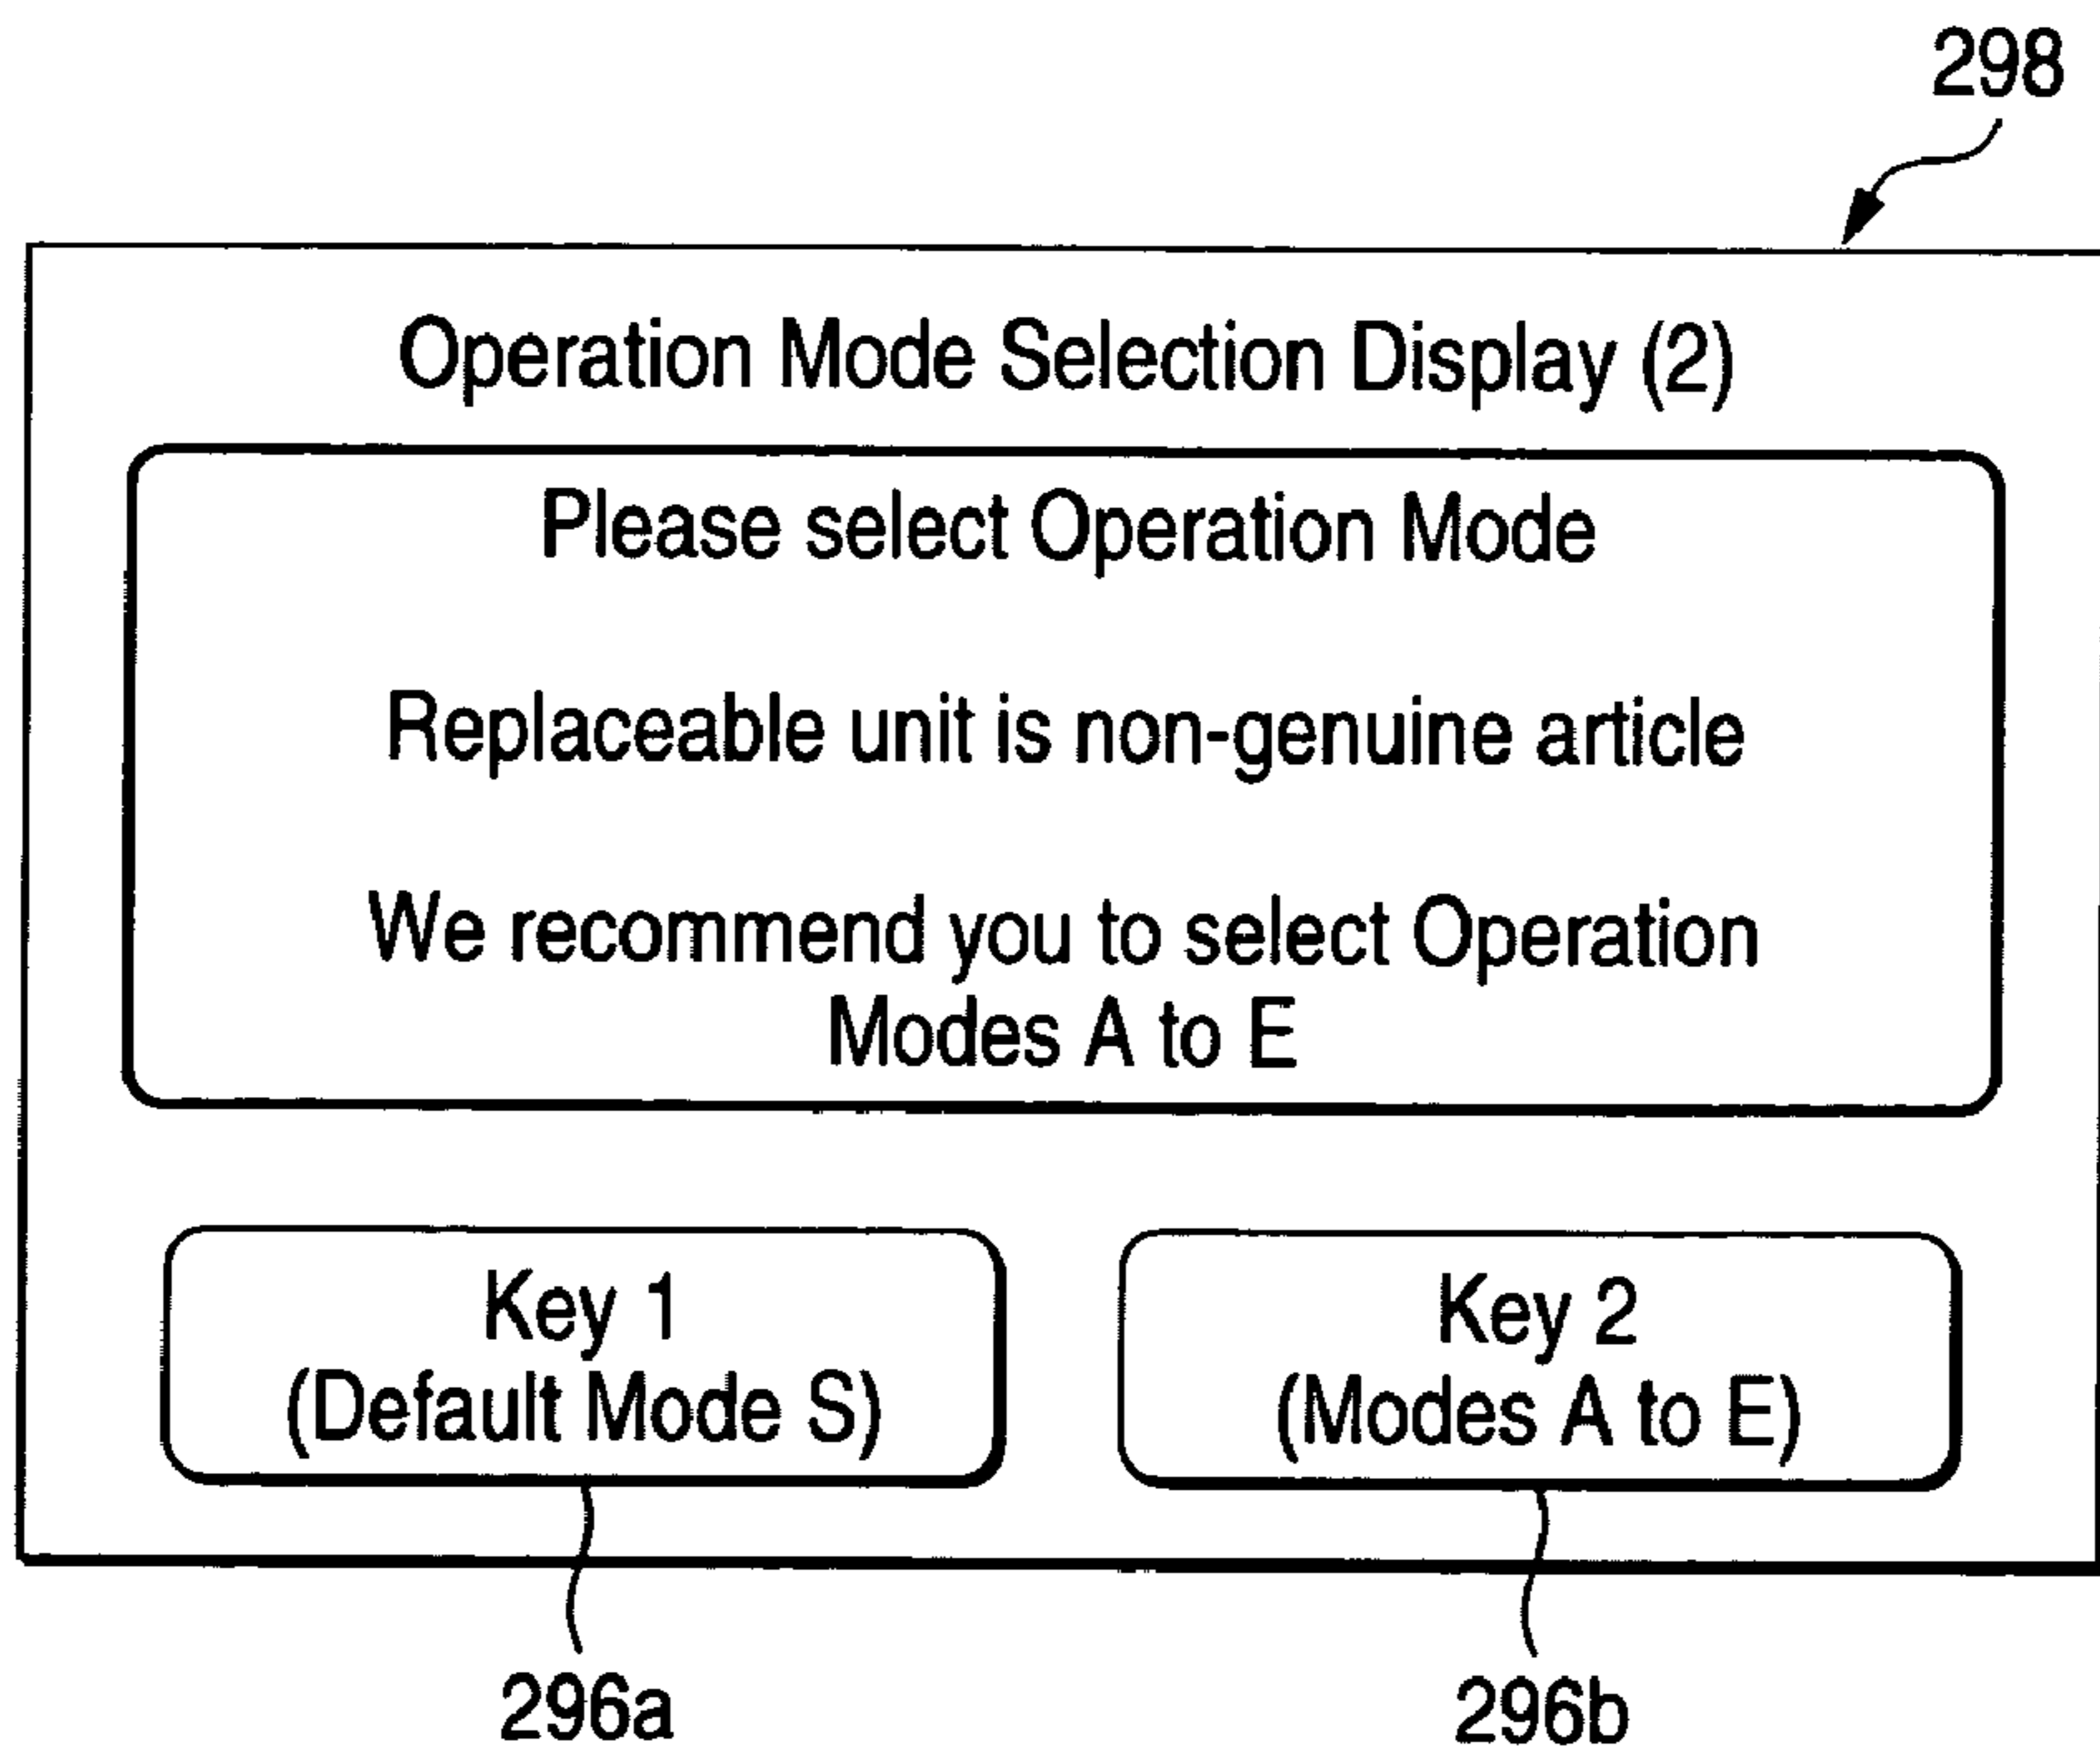 298
Operation Mode Selection Display (2)
Please select Operation Mode
Replaceable unit is non-genuine article
We recommend you to select Operation
Modes A to E
Key 1
(Default Mode S)
Key 2
(Modes A to E)
296a
296b